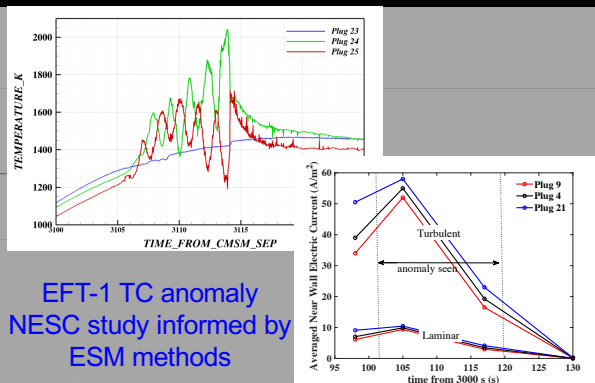 Plug 23
Plug 24
Plug 25
TEMPERATURE_K
2000
1800
1600
1400
1200
1000
3100
3105
3110
3115
TIME_FROM_CMSM_SEP
EFT-1 TC anomaly
NESC study informed by
ESM methods
Averaged Near Wall Electric Current (A/m²)
60
50
40
30
20
10
0
Plug 9
Plug 4
Plug 21
Turbulent
anomaly seen
Laminar
95 100 105 110 115 120 125 130
time from 3000 s (s)